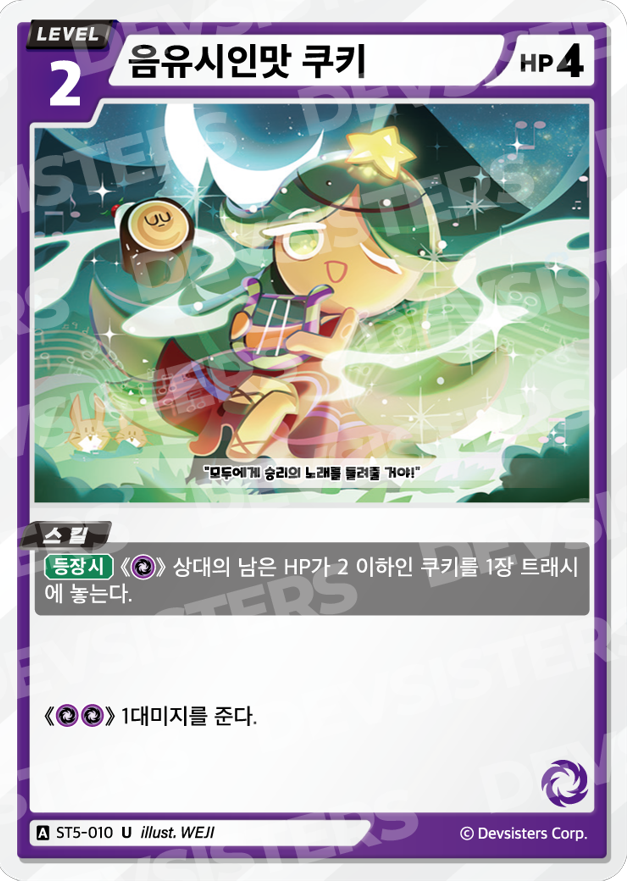 LEVEL
2
음유시인맛 쿠키
HP 4
"모두에게 승리의 노래를 들려줄 거야!"
스킬
등장시 《》 상대의 남은 HP가 2 이하인 쿠키를 1장 트래시
에 놓는다.
《》 1대미지를 준다.
A ST5-010 U illust. WEJI
© Devsisters Corp.
DEVSISTERS